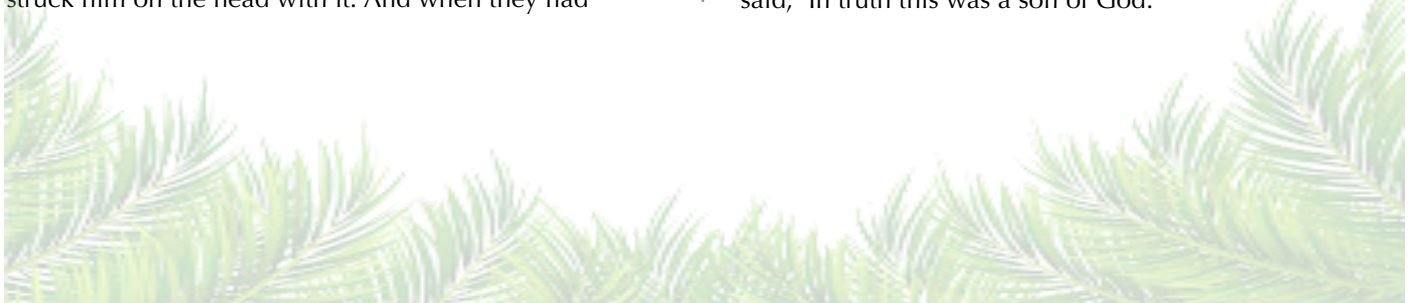 struck him on the head with it. And when they had
said, "In truth this was a son of God."